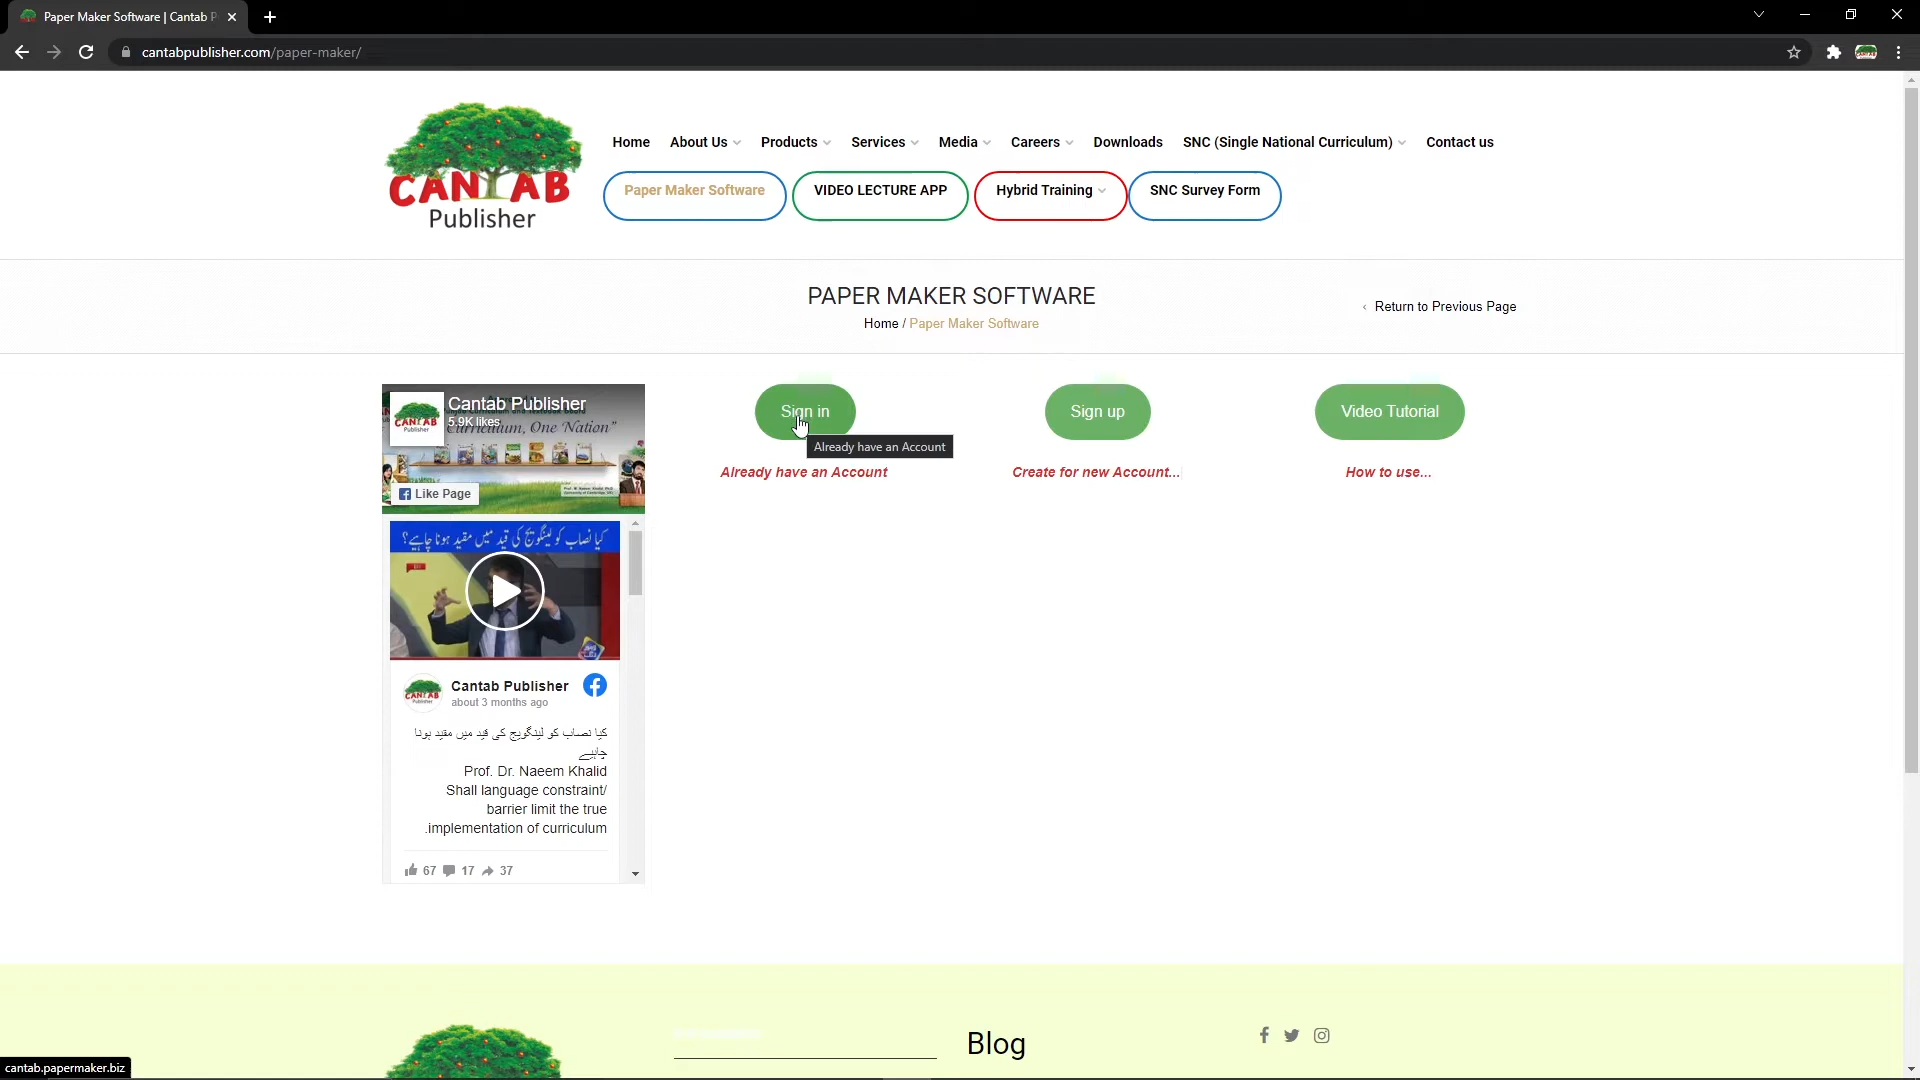 Paper Maker Software | Cantab P
cantabpublisher.com/paper-maker/
CANTAB
Publisher
Home About Us Products Services Media Careers Downloads SNC (Single National Curriculum) Contact us
Paper Maker Software VIDEO LECTURE APP Hybrid Training SNC Survey Form
PAPER MAKER SOFTWARE
Home / Paper Maker Software
‹ Return to Previous Page
Cantab Publisher
5.9K likes
Curriculum, One Nation”
Like Page
Sign in
Already have an Account
Already have an Account
Sign up
Create for new Account...
Video Tutorial
How to use...
کیا نصاب کو لینگویج کی قید میں مقید ہونا چاہیے؟
Cantab Publisher
about 3 months ago
کیا نصاب کو لینگویج کی قید میں مقید ہونا
چاہیے
Prof. Dr. Naeem Khalid
Shall language constraint/
barrier limit the true
.implementation of curriculum
67 17 37
Blog
cantab.papermaker.biz